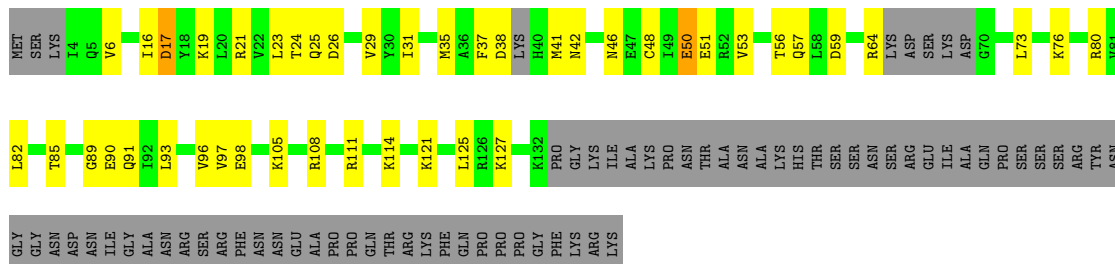 MET SER LYS I4 Q5 V6 I16 D17 Y18 K19 L20 R21 V22 L23 T24 Q25 D26 V29 Y30 I31 M35 A36 F37 D38 LYS H40 M41 N42 N46 E47 C48 I49 E50 E51 R52 V53 T56 Q57 L58 D59 R64 LYS ASP SER LYS ASP G70 L73 K76 R80 V81
L82 T85 G89 E90 Q91 I92 L93 V96 V97 E98 K105 R108 R111 K114 K121 L125 R126 K127 K132 PRO GLY LYS ILE ALA LYS PRO ASN THR ALA ASN ALA LYS HIS THR SER SER ASN SER ARG GLU ILE ALA GLN PRO SER SER SER ARG TYR ASN
GLY GLY ASN ASP ASN ILE GLY ALA ASN ARG SER ARG PHE ASN ASN GLU ALA PRO PRO GLN THR ARG LYS PHE GLN PRO PRO PRO GLY PHE LYS ARG LYS